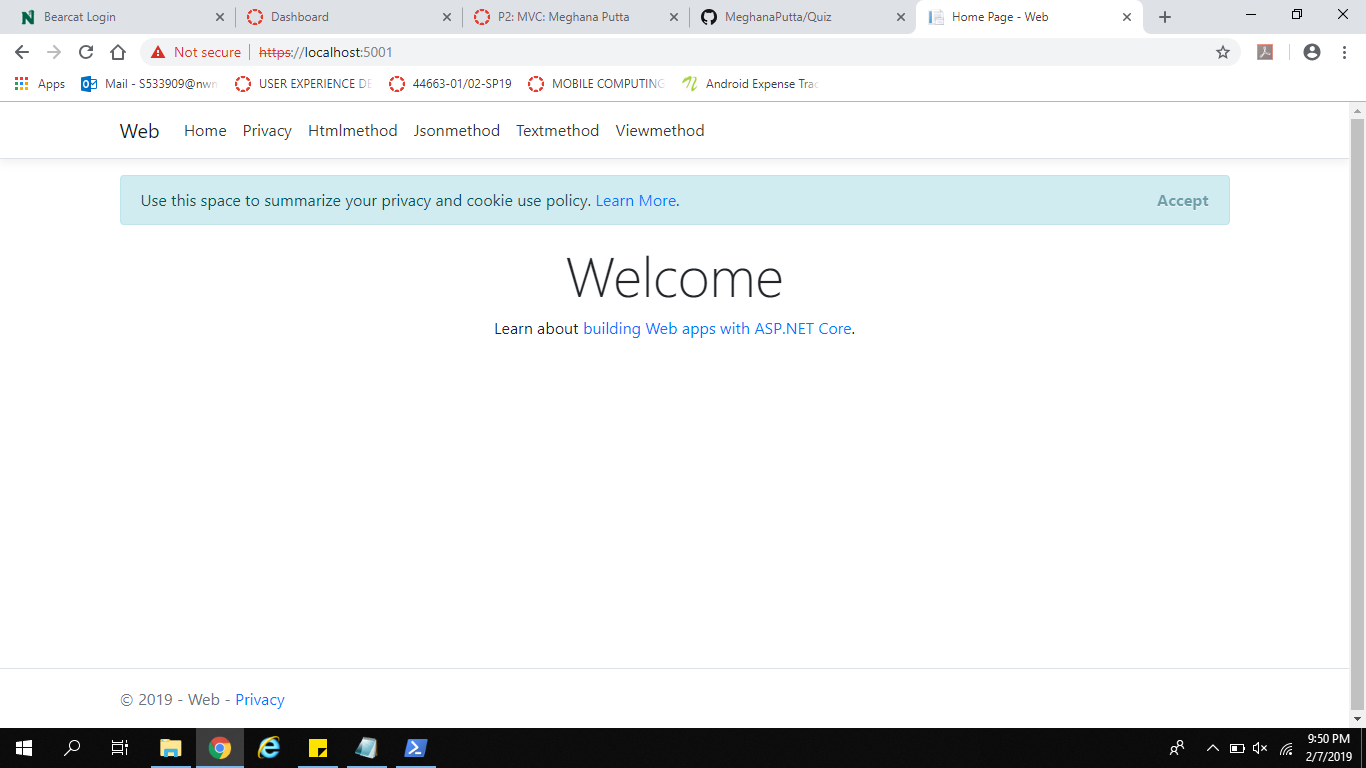 Bearcat Login Dashboard P2: MVC: Meghana Putta MeghanaPutta/Quiz Home Page - Web
Not secure https://localhost:5001
Apps Mail - S533909@nwn USER EXPERIENCE DE 44663-01/02-SP19 MOBILE COMPUTING Android Expense Trac
Web Home Privacy Htmlmethod Jsonmethod Textmethod Viewmethod
Use this space to summarize your privacy and cookie use policy. Learn More. Accept
Welcome
Learn about building Web apps with ASP.NET Core.
© 2019 - Web - Privacy
9:50 PM
2/7/2019